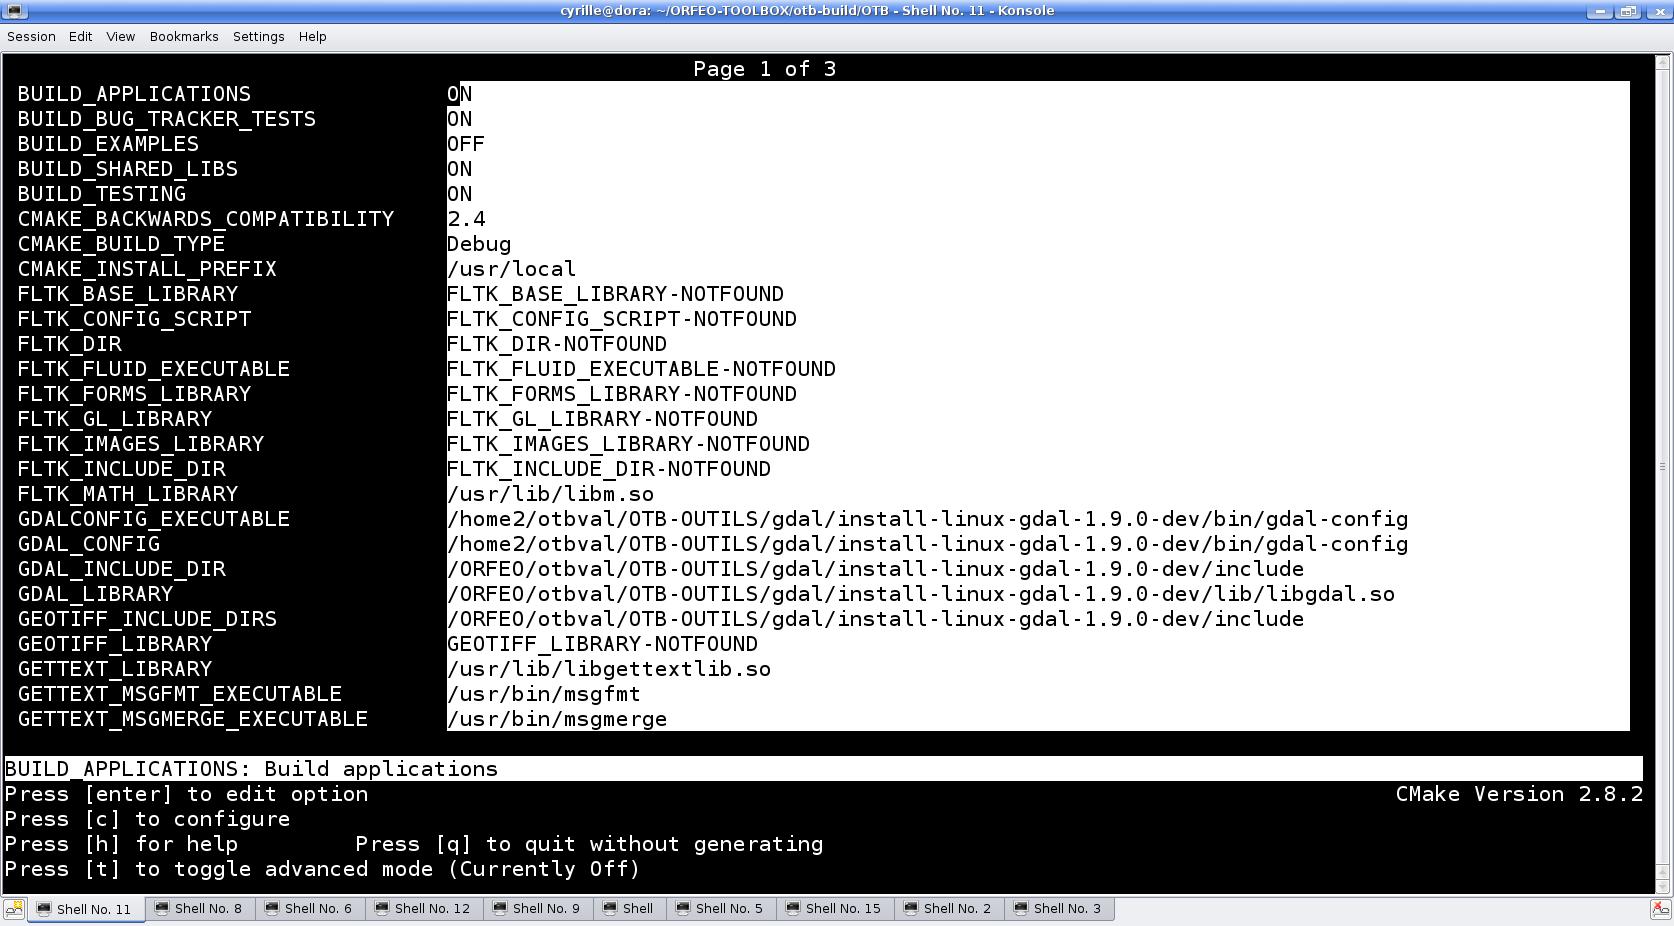 cyrille@dora: ~/ORFEO-TOOLBOX/otb-build/OTB - Shell No. 11 - Konsole
Session Edit View Bookmarks Settings Help
Page 1 of 3
BUILD_APPLICATIONS ON
BUILD_BUG_TRACKER_TESTS ON
BUILD_EXAMPLES OFF
BUILD_SHARED_LIBS ON
BUILD_TESTING ON
CMAKE_BACKWARDS_COMPATIBILITY 2.4
CMAKE_BUILD_TYPE Debug
CMAKE_INSTALL_PREFIX /usr/local
FLTK_BASE_LIBRARY FLTK_BASE_LIBRARY-NOTFOUND
FLTK_CONFIG_SCRIPT FLTK_CONFIG_SCRIPT-NOTFOUND
FLTK_DIR FLTK_DIR-NOTFOUND
FLTK_FLUID_EXECUTABLE FLTK_FLUID_EXECUTABLE-NOTFOUND
FLTK_FORMS_LIBRARY FLTK_FORMS_LIBRARY-NOTFOUND
FLTK_GL_LIBRARY FLTK_GL_LIBRARY-NOTFOUND
FLTK_IMAGES_LIBRARY FLTK_IMAGES_LIBRARY-NOTFOUND
FLTK_INCLUDE_DIR FLTK_INCLUDE_DIR-NOTFOUND
FLTK_MATH_LIBRARY /usr/lib/libm.so
GDALCONFIG_EXECUTABLE /home2/otbval/OTB-OUTILS/gdal/install-linux-gdal-1.9.0-dev/bin/gdal-config
GDAL_CONFIG /home2/otbval/OTB-OUTILS/gdal/install-linux-gdal-1.9.0-dev/bin/gdal-config
GDAL_INCLUDE_DIR /ORFEO/otbval/OTB-OUTILS/gdal/install-linux-gdal-1.9.0-dev/include
GDAL_LIBRARY /ORFEO/otbval/OTB-OUTILS/gdal/install-linux-gdal-1.9.0-dev/lib/libgdal.so
GEOTIFF_INCLUDE_DIRS /ORFEO/otbval/OTB-OUTILS/gdal/install-linux-gdal-1.9.0-dev/include
GEOTIFF_LIBRARY GEOTIFF_LIBRARY-NOTFOUND
GETTEXT_LIBRARY /usr/lib/libgettextlib.so
GETTEXT_MSGFMT_EXECUTABLE /usr/bin/msgfmt
GETTEXT_MSGMERGE_EXECUTABLE /usr/bin/msgmerge
BUILD_APPLICATIONS: Build applications
Press [enter] to edit option CMake Version 2.8.2
Press [c] to configure
Press [h] for help Press [q] to quit without generating
Press [t] to toggle advanced mode (Currently Off)
Shell No. 11 Shell No. 8 Shell No. 6 Shell No. 12 Shell No. 9 Shell Shell No. 5 Shell No. 15 Shell No. 2 Shell No. 3